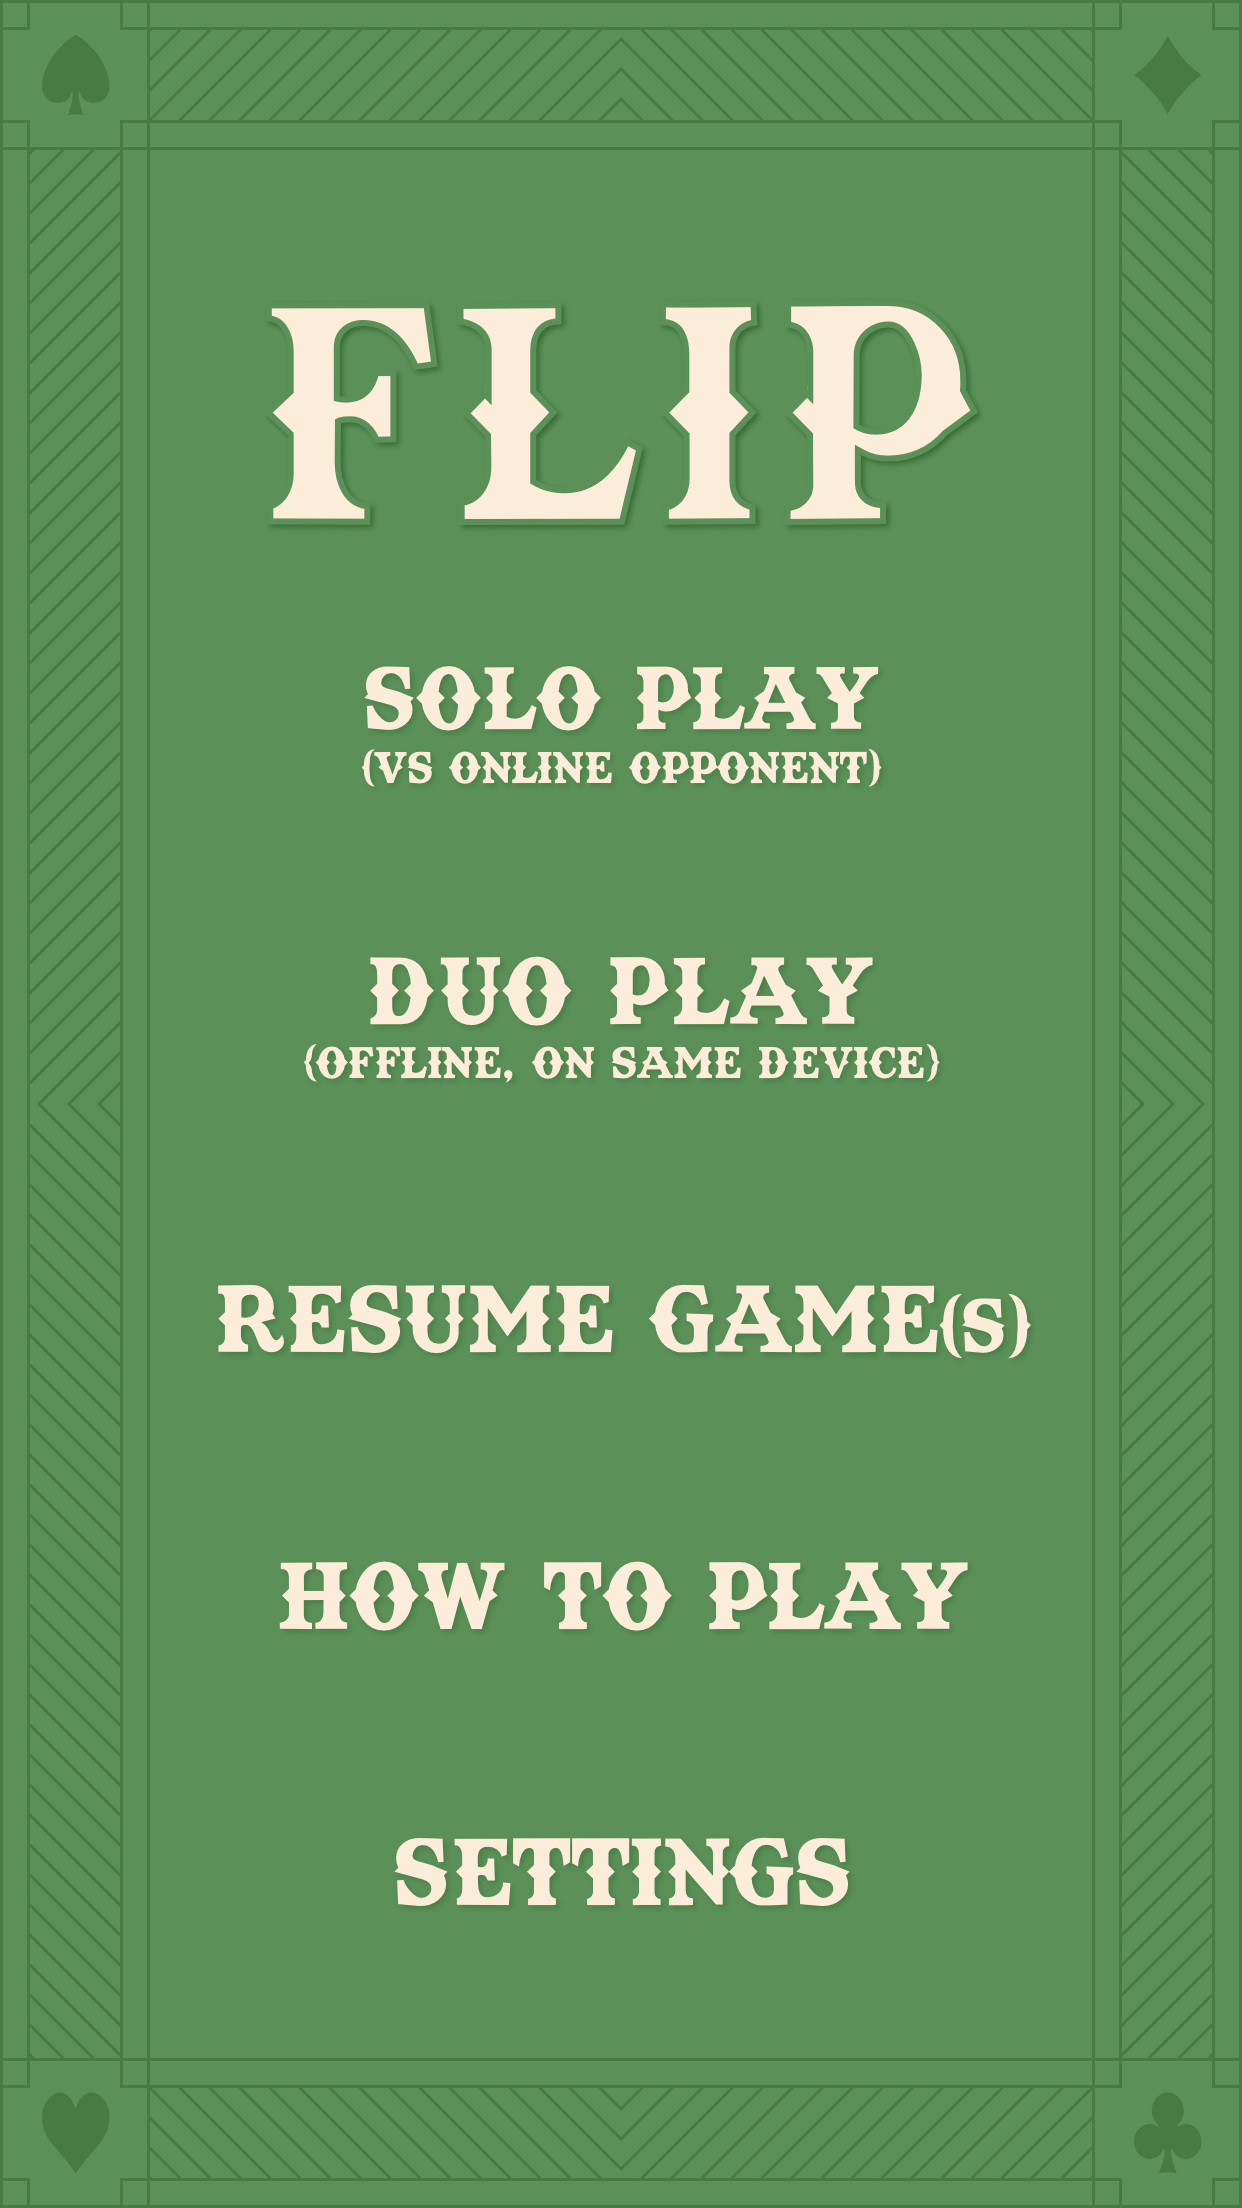 FLIP
SOLO PLAY
(VS ONLINE OPPONENT)
DUO PLAY
(OFFLINE, ON SAME DEVICE)
RESUME GAME(S)
HOW TO PLAY
SETTINGS